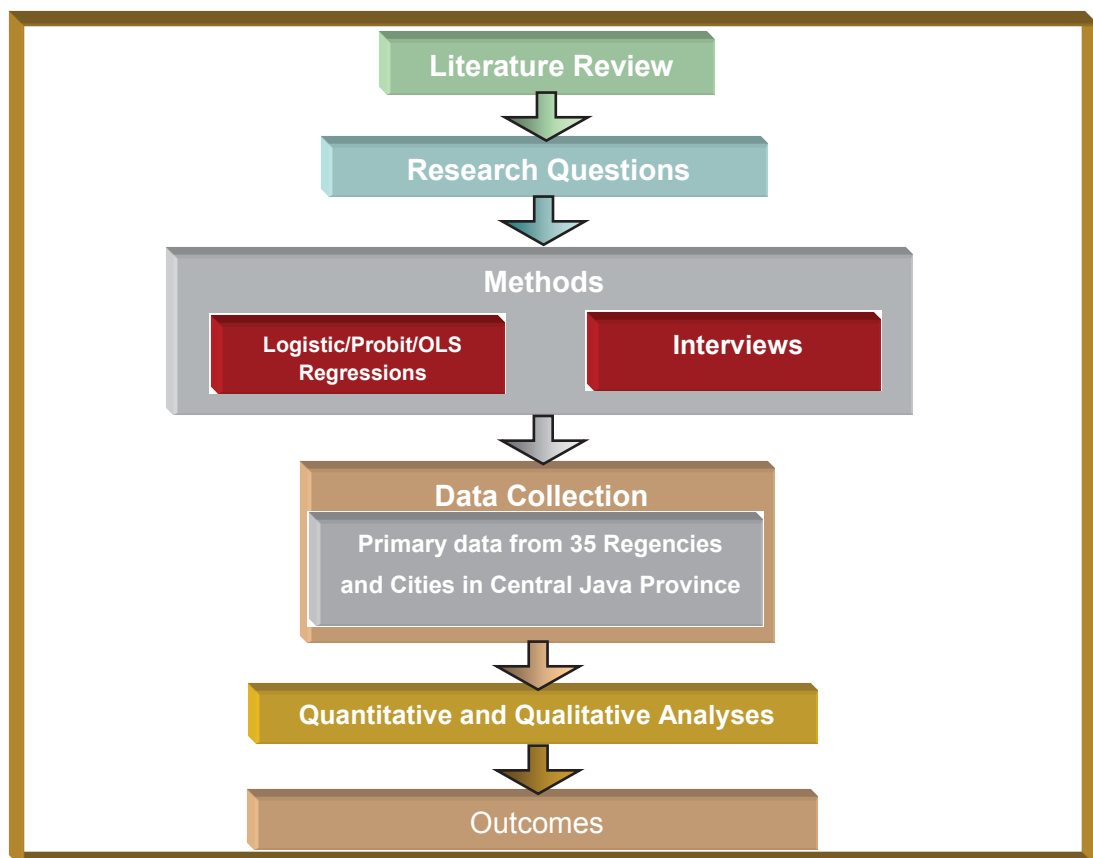 Literature Review
Research Questions
Methods
Logistic/Probit/OLS
Regressions
Interviews
Data Collection
Primary data from 35 Regencies
and Cities in Central Java Province
Quantitative and Qualitative Analyses
Outcomes